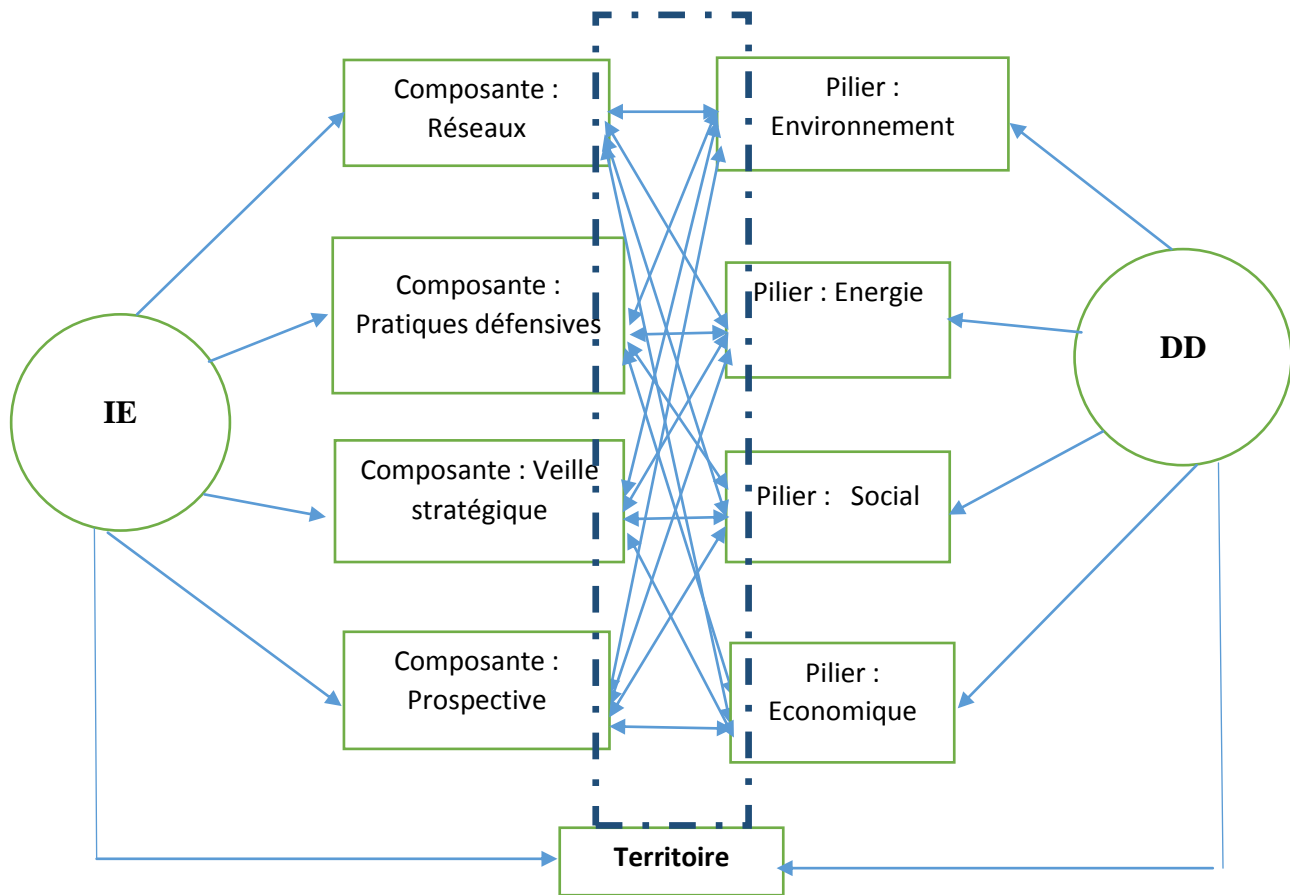 Composante :
Réseaux
Pilier :
Environnement
Composante :
Pratiques défensives
Pilier : Energie
IE
DD
Composante : Veille
stratégique
Pilier :   Social
Composante :
Prospective
Pilier :
Economique
Territoire